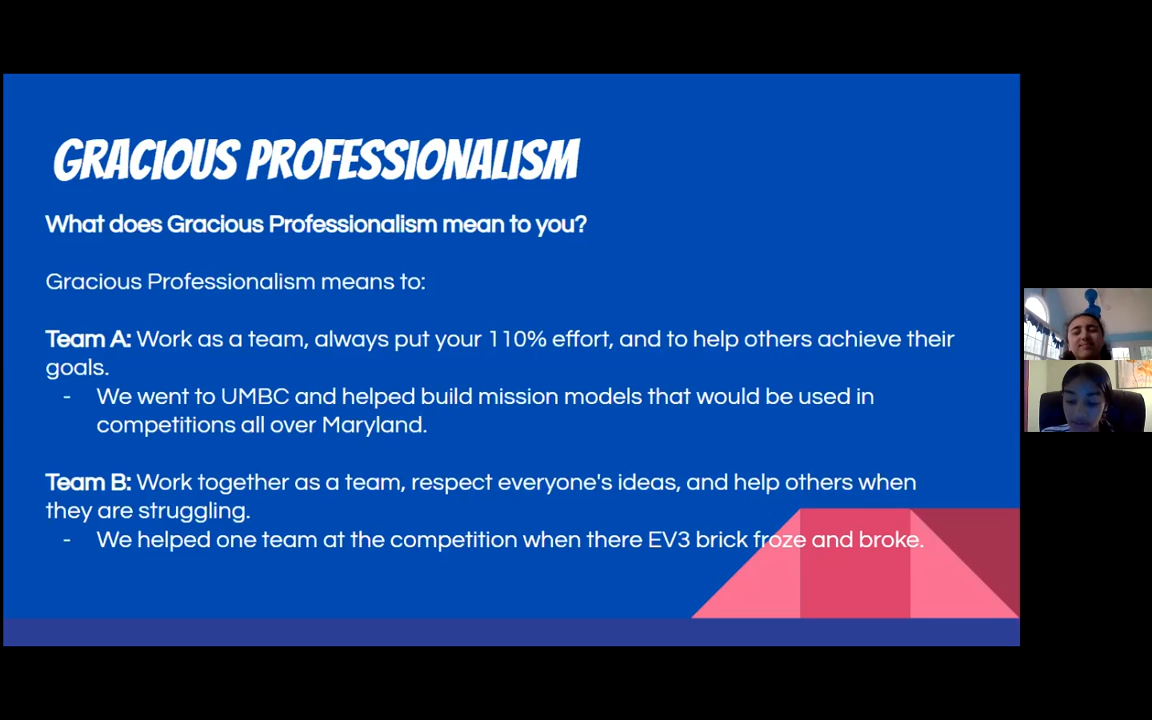 GRACIOUS PROFESSIONALISM
What does Gracious Professionalism mean to you?
Gracious Professionalism means to:
Team A: Work as a team, always put your 110% effort, and to help others achieve their
goals.
- We went to UMBC and helped build mission models that would be used in
competitions all over Maryland.
Team B: Work together as a team, respect everyone's ideas, and help others when
they are struggling.
- We helped one team at the competition when there EV3 brick froze and broke.